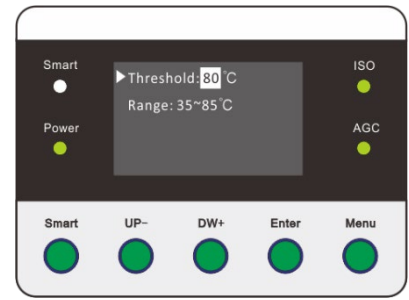 Smart
ISO
Threshold: 80 °C
Range: 35~85 °C
Power
AGC
Smart UP- DW+ Enter Menu